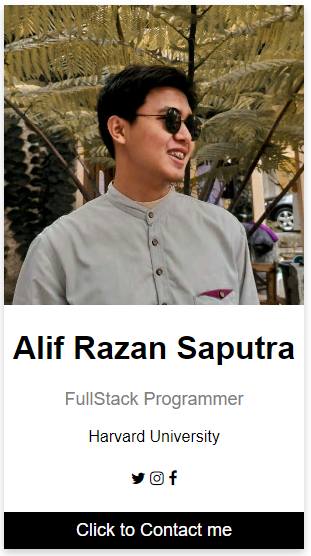 Alif Razan Saputra
FullStack Programmer
Harvard University
Click to Contact me